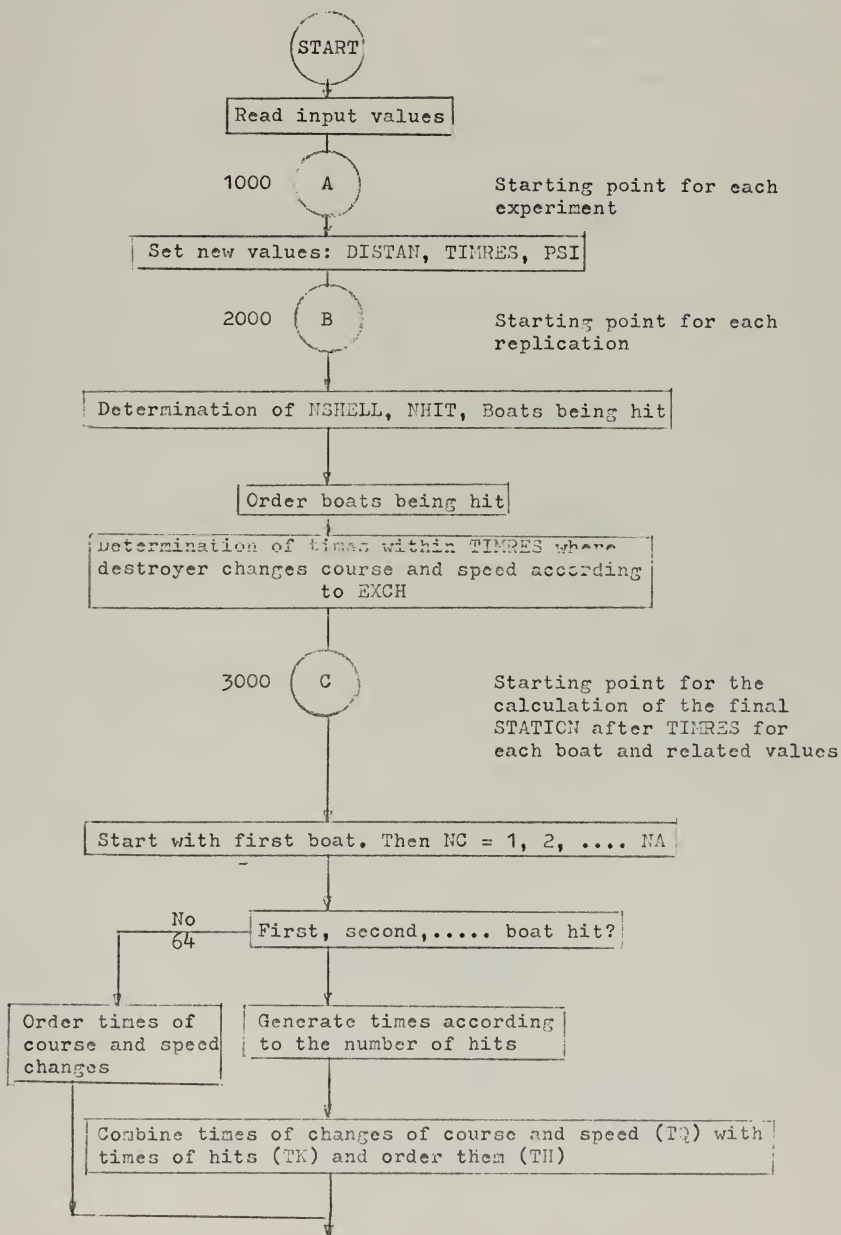 START
Read input values
1000 A Starting point for each
experiment
Set new values: DISTAN, TIMRES, PSI
2000 B Starting point for each
replication
Determination of NSHELL, NHIT, Boats being hit
Order boats being hit
Determination of times within TIMRES where
destroyer changes course and speed according
to EXCH
3000 C Starting point for the
calculation of the final
STATION after TIMRES for
each boat and related values
Start with first boat. Then NC = 1, 2, .... NA
No
64
First, second,..... boat hit?
Order times of
course and speed
changes
Generate times according
to the number of hits
Combine times of changes of course and speed (TQ) with
times of hits (TK) and order them (TH)